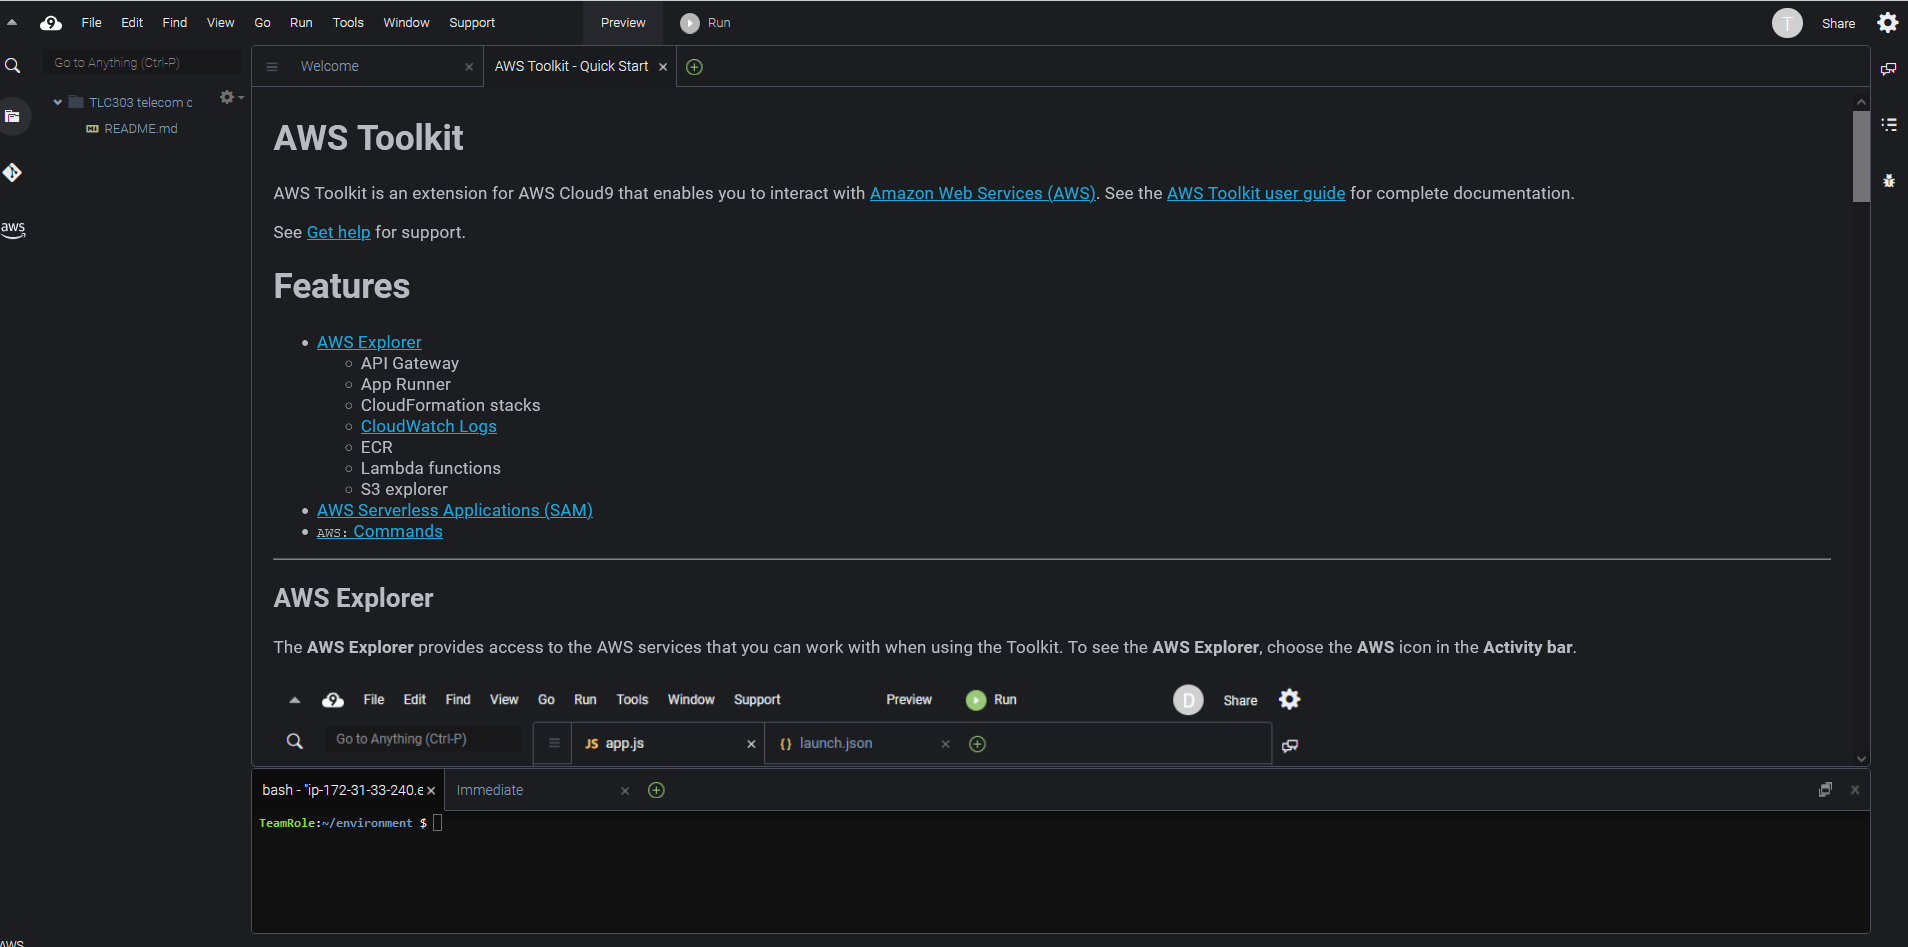 File Edit Find View Go Run Tools Window Support Preview Run T Share
Go to Anything (Ctrl-P)
Welcome AWS Toolkit - Quick Start
TLC303 telecom c
README.md
aws
AWS Toolkit
AWS Toolkit is an extension for AWS Cloud9 that enables you to interact with Amazon Web Services (AWS). See the AWS Toolkit user guide for complete documentation.
See Get help for support.
Features
AWS Explorer
API Gateway
App Runner
CloudFormation stacks
CloudWatch Logs
ECR
Lambda functions
S3 explorer
AWS Serverless Applications (SAM)
AWS: Commands
AWS Explorer
The AWS Explorer provides access to the AWS services that you can work with when using the Toolkit. To see the AWS Explorer, choose the AWS icon in the Activity bar.
9 File Edit Find View Go Run Tools Window Support Preview Run D Share
Go to Anything (Ctrl-P) JS app.js {} launch.json
bash - "ip-172-31-33-240.e Immediate
TeamRole:~/environment $
AWS